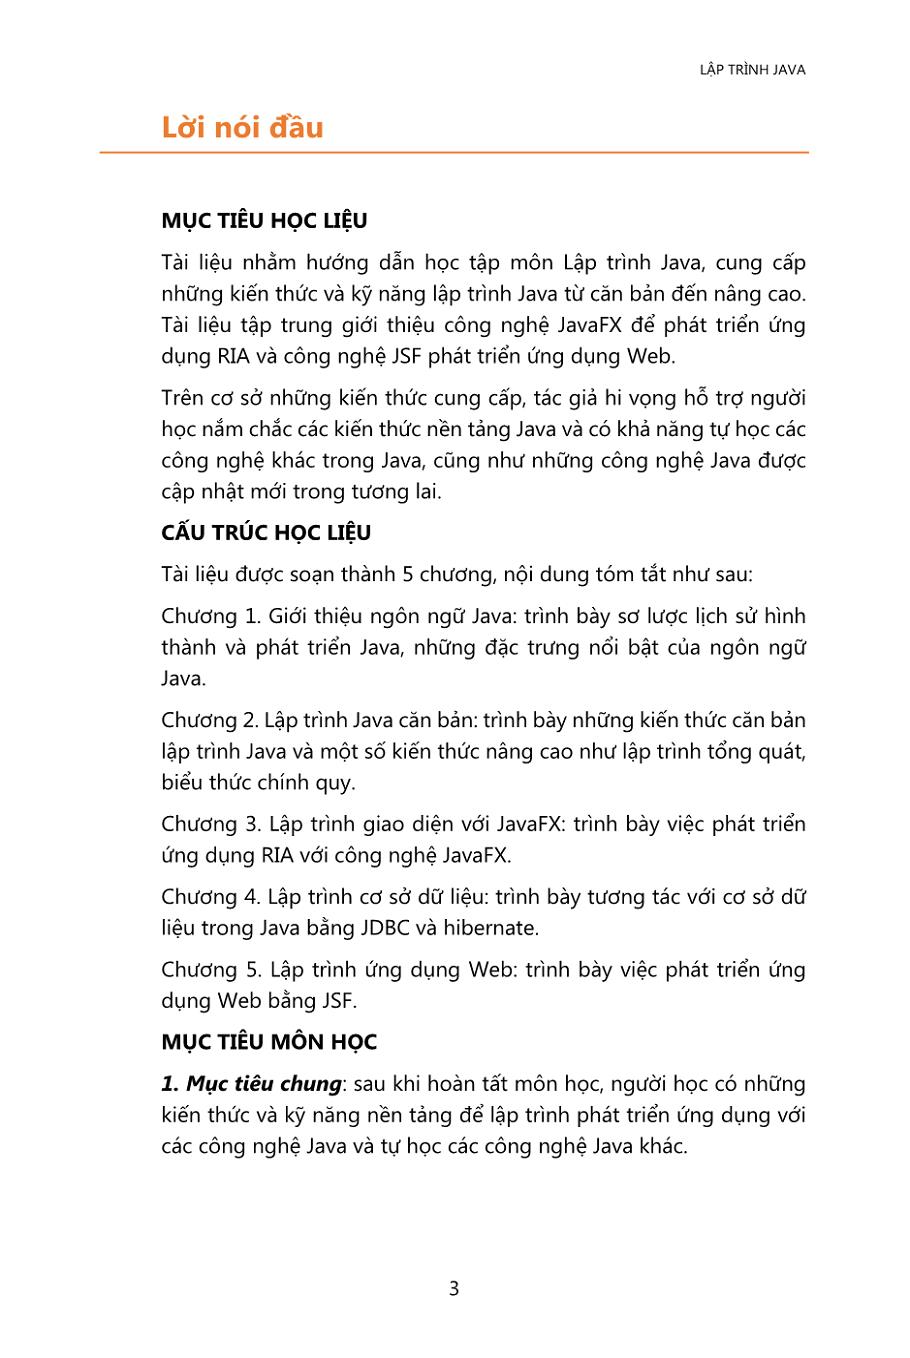 LẬP TRÌNH JAVA
Lời nói đầu
MỤC TIÊU HỌC LIỆU
Tài liệu nhằm hướng dẫn học tập môn Lập trình Java, cung cấp
những kiến thức và kỹ năng lập trình Java từ căn bản đến nâng cao.
Tài liệu tập trung giới thiệu công nghệ JavaFX để phát triển ứng
dụng RIA và công nghệ JSF phát triển ứng dụng Web.
Trên cơ sở những kiến thức cung cấp, tác giả hi vọng hỗ trợ người
học nắm chắc các kiến thức nền tảng Java và có khả năng tự học các
công nghệ khác trong Java, cũng như những công nghệ Java được
cập nhật mới trong tương lai.
CẤU TRÚC HỌC LIỆU
Tài liệu được soạn thành 5 chương, nội dung tóm tắt như sau:
Chương 1. Giới thiệu ngôn ngữ Java: trình bày sơ lược lịch sử hình
thành và phát triển Java, những đặc trưng nổi bật của ngôn ngữ
Java.
Chương 2. Lập trình Java căn bản: trình bày những kiến thức căn bản
lập trình Java và một số kiến thức nâng cao như lập trình tổng quát,
biểu thức chính quy.
Chương 3. Lập trình giao diện với JavaFX: trình bày việc phát triển
ứng dụng RIA với công nghệ JavaFX.
Chương 4. Lập trình cơ sở dữ liệu: trình bày tương tác với cơ sở dữ
liệu trong Java bằng JDBC và hibernate.
Chương 5. Lập trình ứng dụng Web: trình bày việc phát triển ứng
dụng Web bằng JSF.
MỤC TIÊU MÔN HỌC
1. Mục tiêu chung: sau khi hoàn tất môn học, người học có những
kiến thức và kỹ năng nền tảng để lập trình phát triển ứng dụng với
các công nghệ Java và tự học các công nghệ Java khác.
3